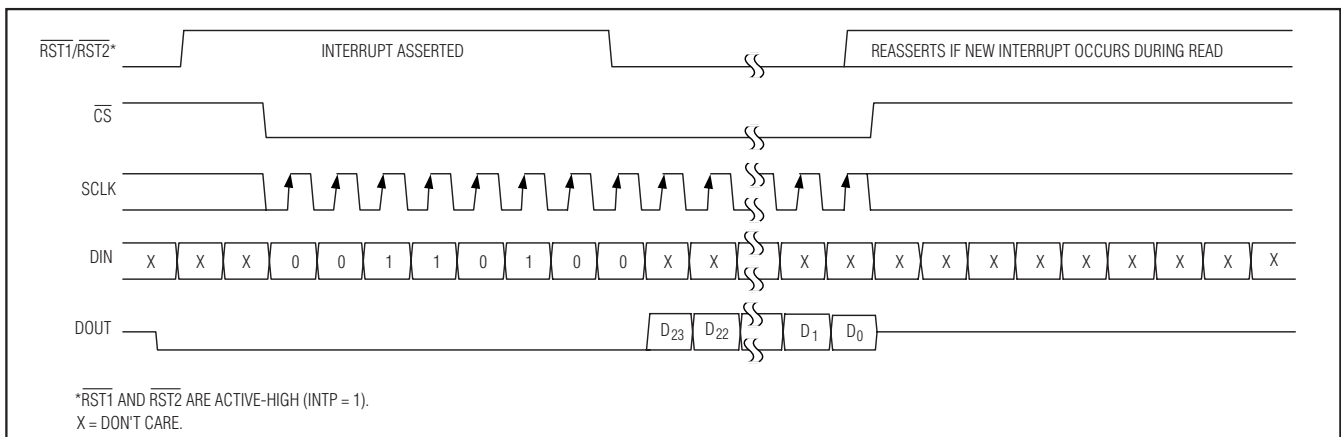 RST1/RST2* INTERRUPT ASSERTED REASSERTS IF NEW INTERRUPT OCCURS DURING READ
CS
SCLK
DIN X X X 0 0 1 1 0 1 0 0 X X X X X X X X X X X X X
DOUT D23 D22 D1 D0
*RST1 AND RST2 ARE ACTIVE-HIGH (INTP = 1).
X = DON'T CARE.